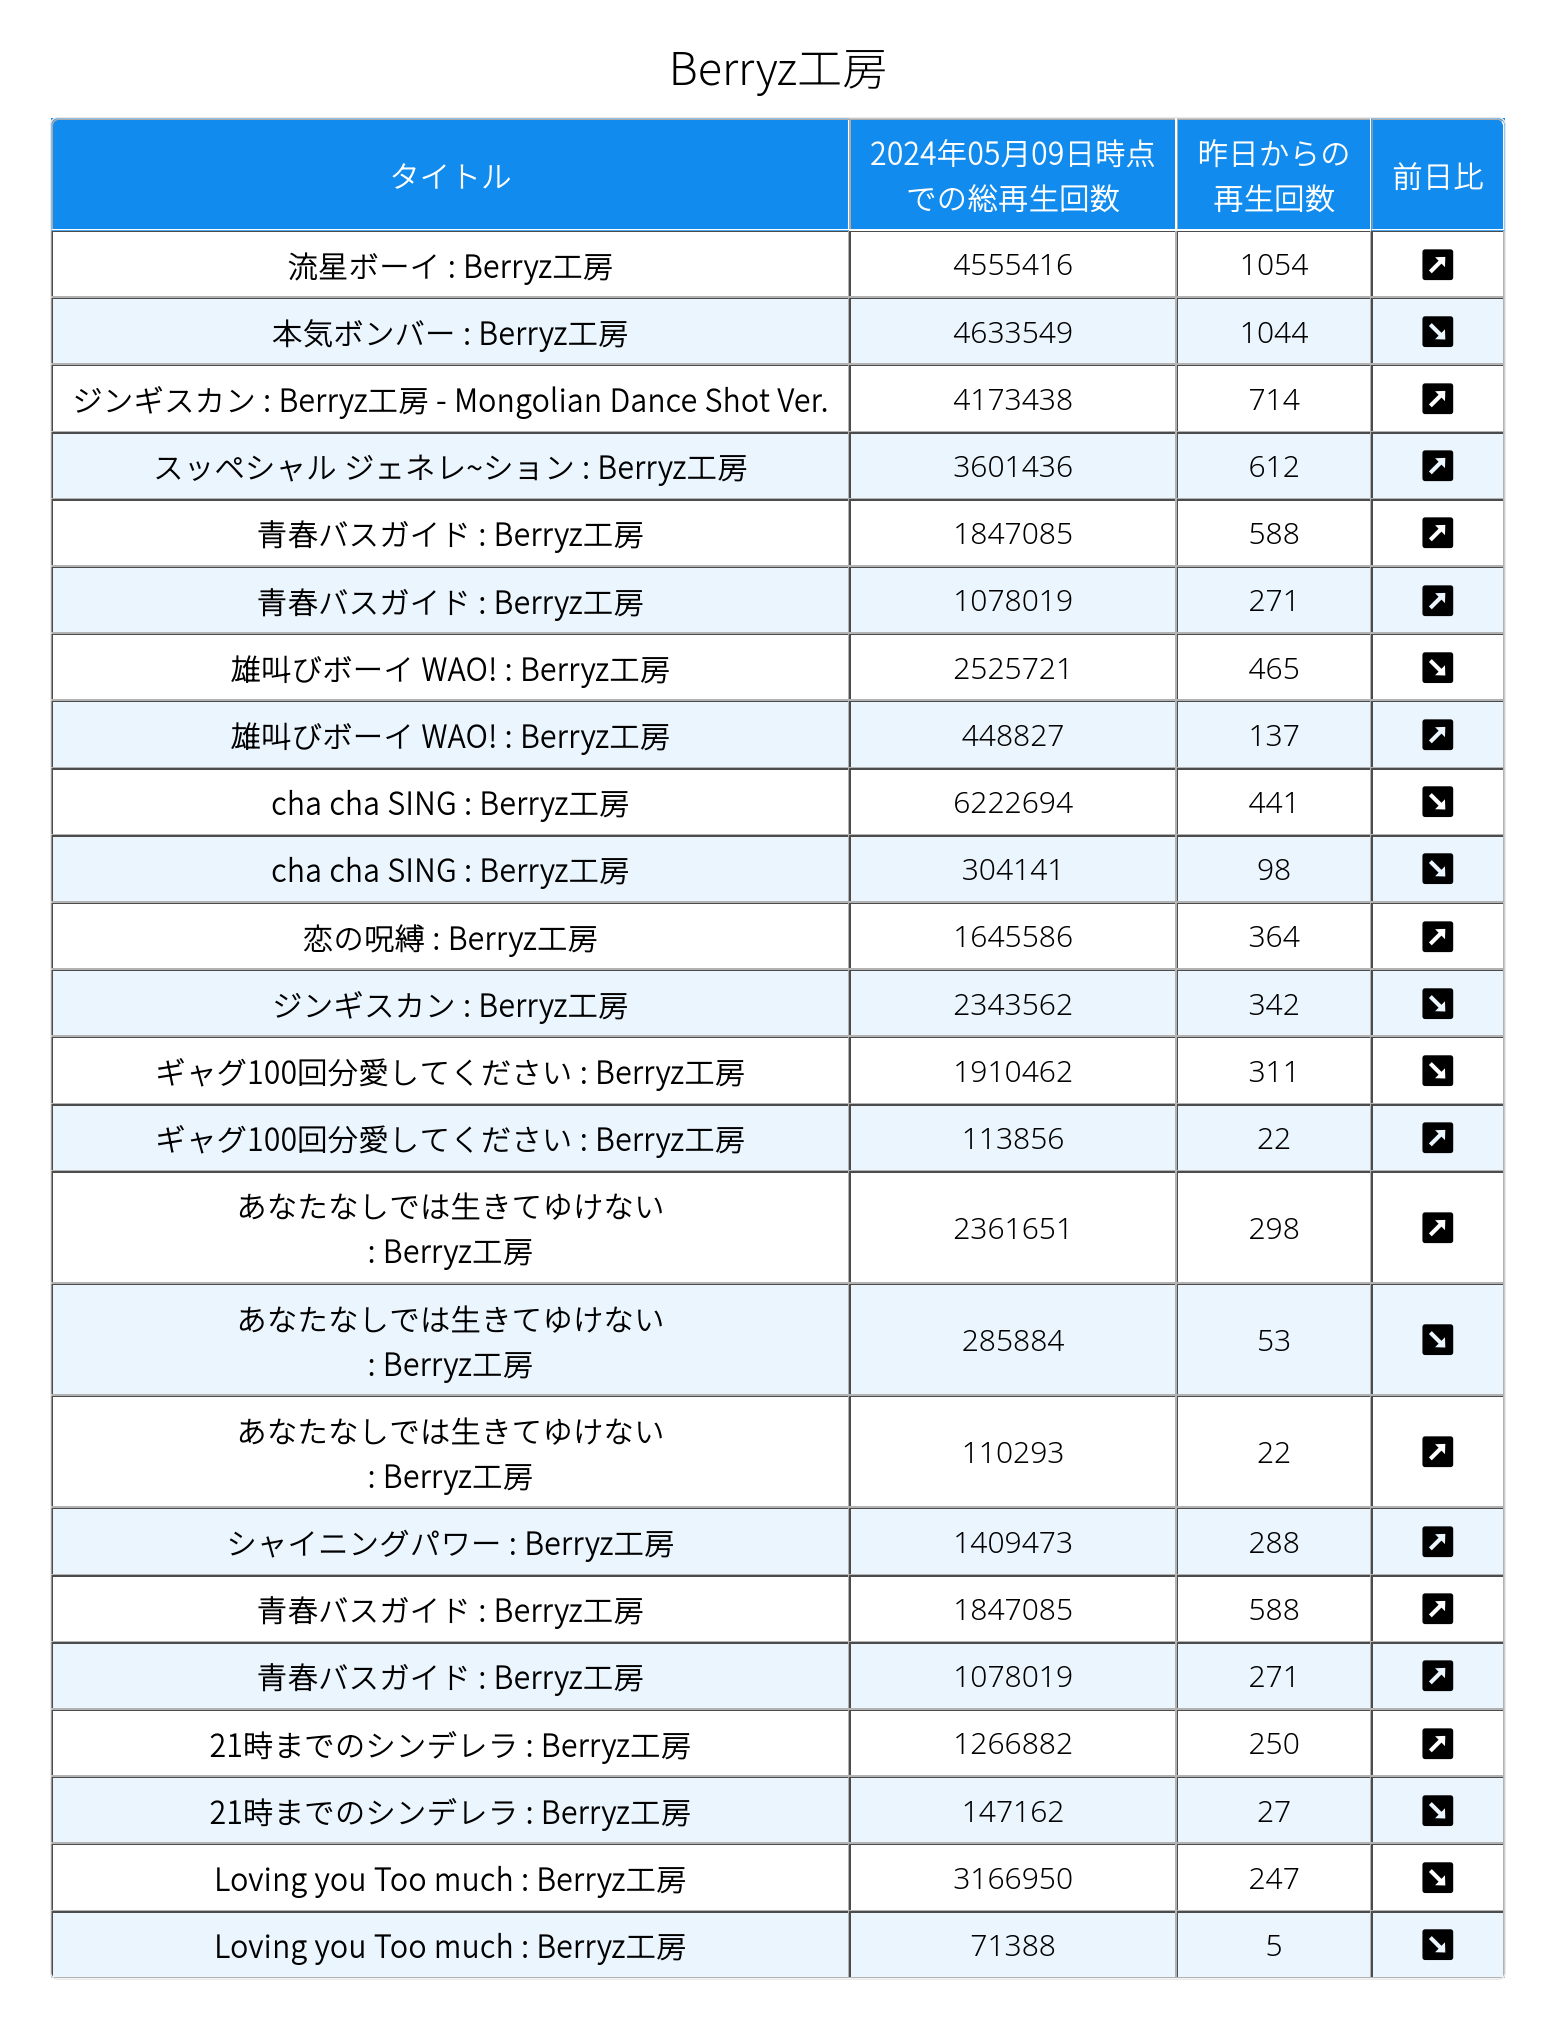 Berryz工房
タイトル
2024年05月09日時点
での総再生回数
昨日からの
再生回数
前日比
流星ボーイ : Berryz工房 4555416 1054 ↗
本気ボンバー : Berryz工房 4633549 1044 ↘
ジンギスカン : Berryz工房 - Mongolian Dance Shot Ver. 4173438 714 ↗
スッペシャル ジェネレ~ション : Berryz工房 3601436 612 ↗
青春バスガイド : Berryz工房 1847085 588 ↗
青春バスガイド : Berryz工房 1078019 271 ↗
雄叫びボーイ WAO! : Berryz工房 2525721 465 ↘
雄叫びボーイ WAO! : Berryz工房 448827 137 ↗
cha cha SING : Berryz工房 6222694 441 ↘
cha cha SING : Berryz工房 304141 98 ↘
恋の呪縛 : Berryz工房 1645586 364 ↗
ジンギスカン : Berryz工房 2343562 342 ↘
ギャグ100回分愛してください : Berryz工房 1910462 311 ↘
ギャグ100回分愛してください : Berryz工房 113856 22 ↗
あなたなしでは生きてゆけない
: Berryz工房 2361651 298 ↗
あなたなしでは生きてゆけない
: Berryz工房 285884 53 ↘
あなたなしでは生きてゆけない
: Berryz工房 110293 22 ↗
シャイニングパワー : Berryz工房 1409473 288 ↗
青春バスガイド : Berryz工房 1847085 588 ↗
青春バスガイド : Berryz工房 1078019 271 ↗
21時までのシンデレラ : Berryz工房 1266882 250 ↗
21時までのシンデレラ : Berryz工房 147162 27 ↘
Loving you Too much : Berryz工房 3166950 247 ↘
Loving you Too much : Berryz工房 71388 5 ↘